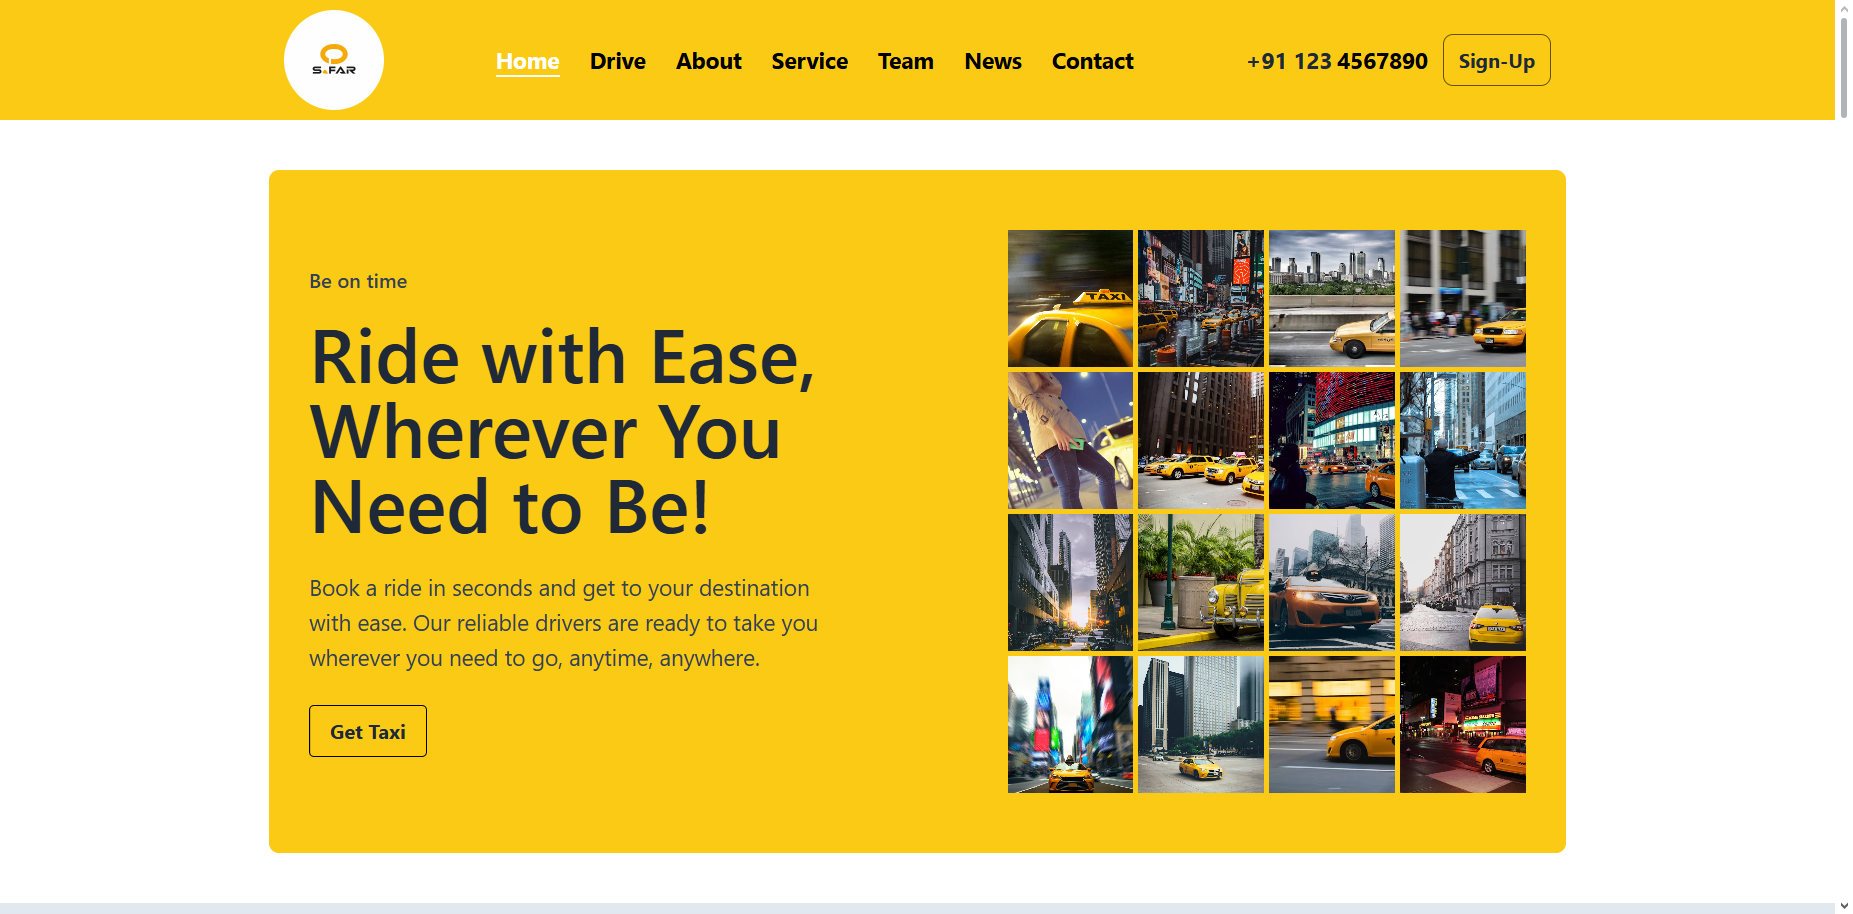 SAFAR
Home
Drive
About
Service
Team
News
Contact
+91 123 4567890
Sign-Up
Be on time
Ride with Ease,
Wherever You
Need to Be!
Book a ride in seconds and get to your destination
with ease. Our reliable drivers are ready to take you
wherever you need to go, anytime, anywhere.
Get Taxi
TAXI